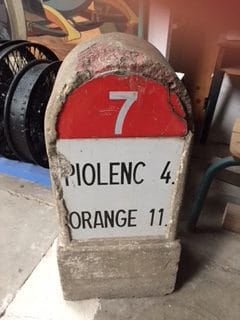 7
PIOLENC 4.
ORANGE 11.